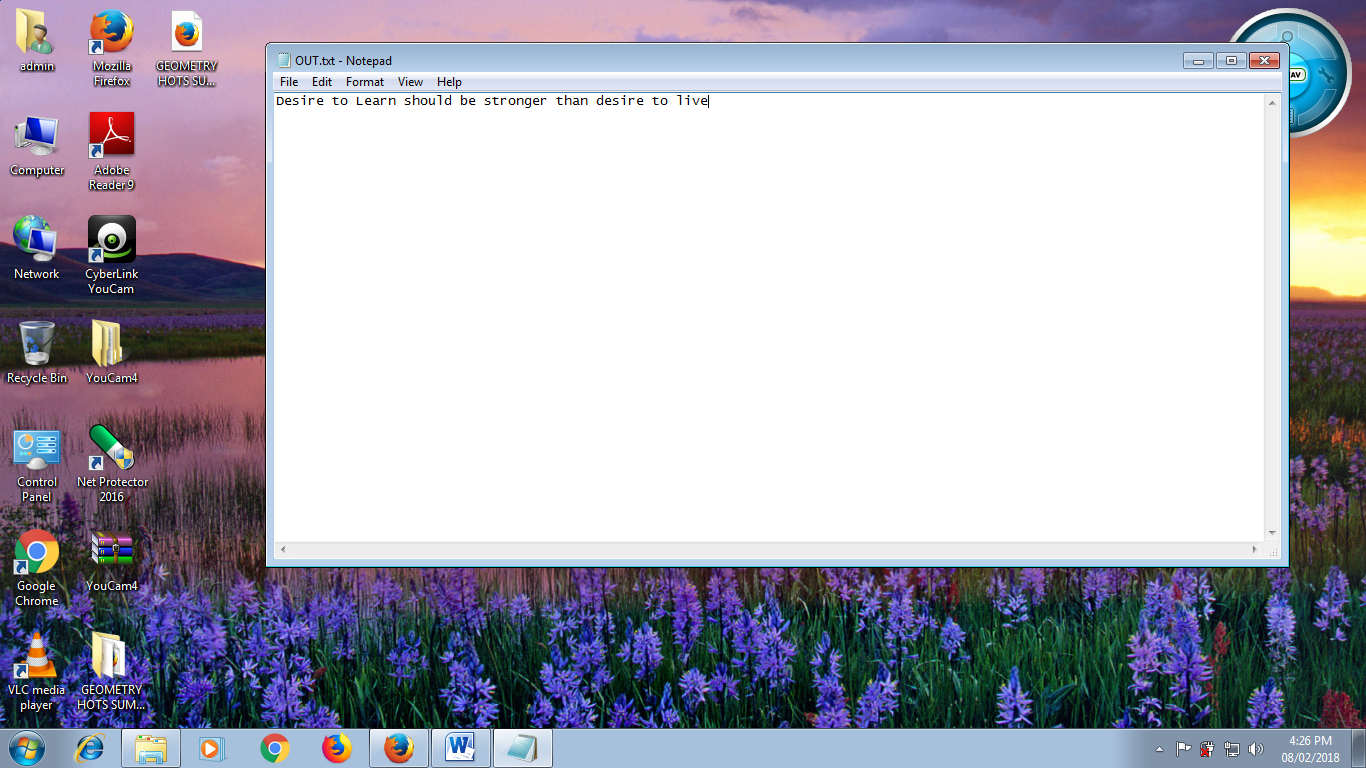 admin
Mozilla
Firefox
GEOMETRY
HOTS SU...
Computer
Adobe
Reader 9
Network
CyberLink
YouCam
Recycle Bin
YouCam4
Control
Panel
Net Protector
2016
Google
Chrome
YouCam4
VLC media
player
GEOMETRY
HOTS SUM...
OUT.txt - Notepad
File Edit Format View Help
Desire to Learn should be stronger than desire to live
AV
4:26 PM
08/02/2018